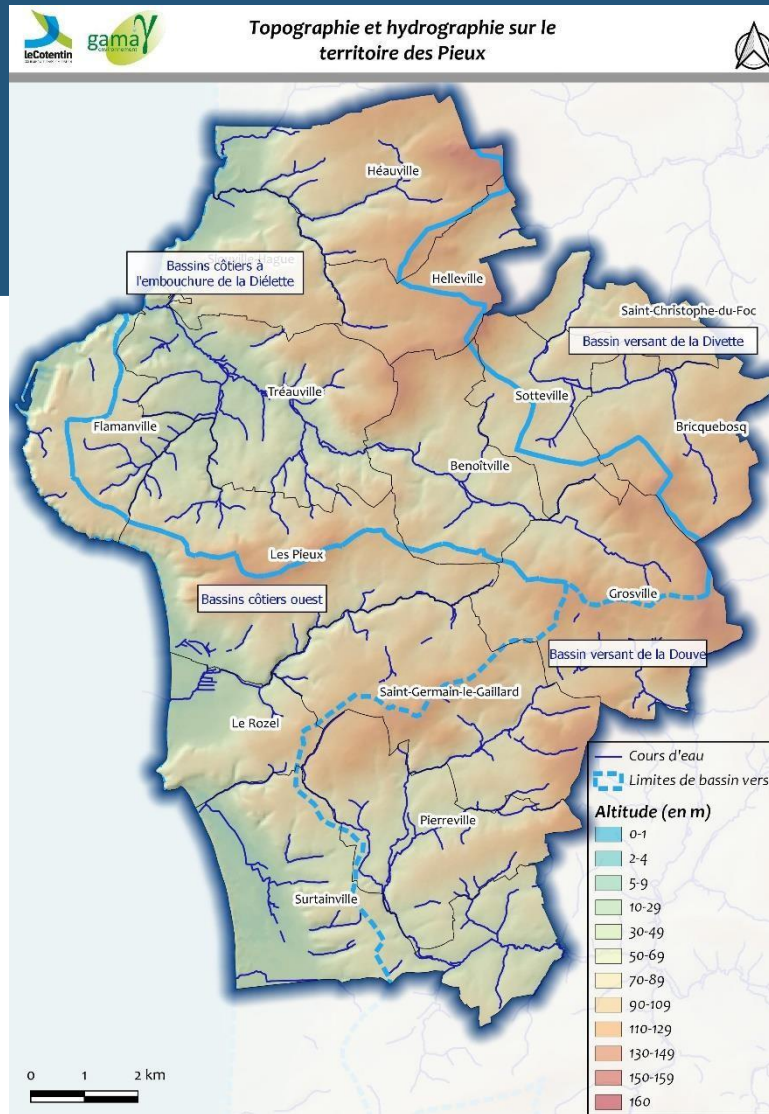 leCotentin
gama
environnement
Topographie et hydrographie sur le
territoire des Pieux
Héauville
Siouville-Hague
Bassins côtiers à
l'embouchure de la Diélette
Helleville
Saint-Christophe-du-Foc
Bassin versant de la Divette
Sotteville
Tréauville
Flamanville
Bricquebosq
Benoîtville
Les Pieux
Grosville
Bassins côtiers ouest
Bassin versant de la Douve
Saint-Germain-le-Gaillard
Le Rozel
Pierreville
Surtainville
Cours d'eau
Limites de bassin vers
Altitude (en m)
0-1
2-4
5-9
10-29
30-49
50-69
70-89
90-109
110-129
130-149
150-159
160
0 1 2 km